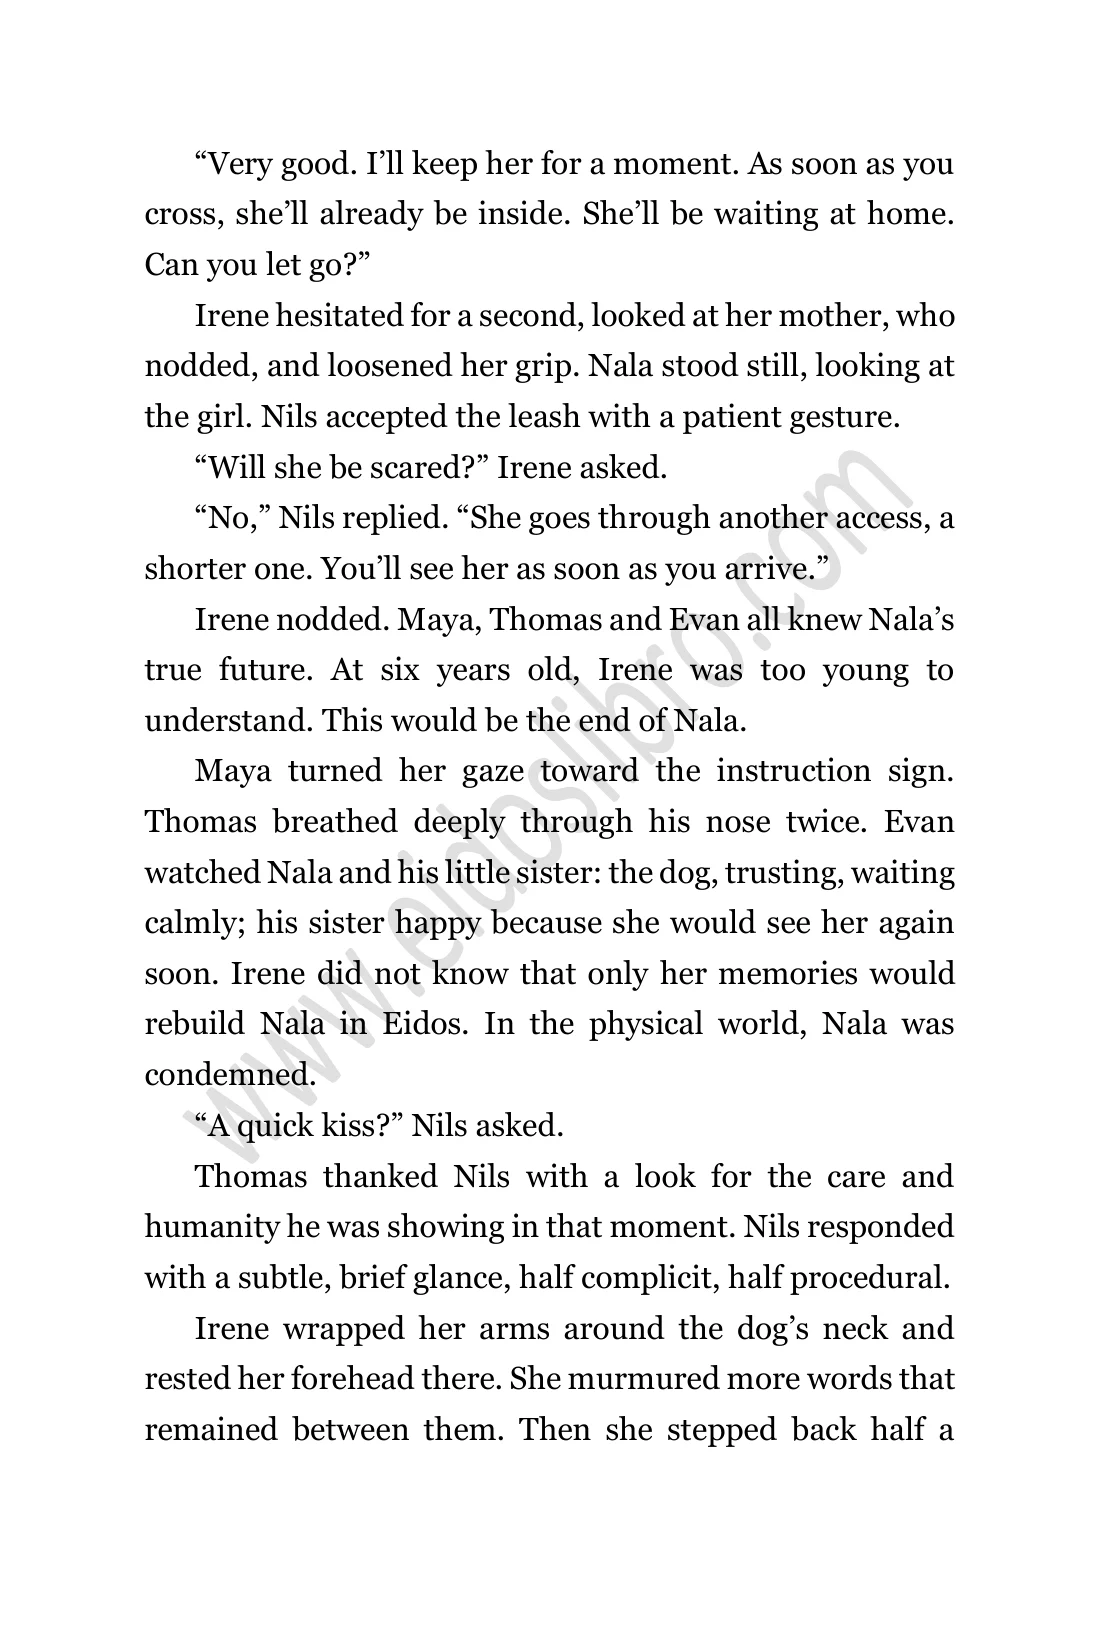 “Very good. I’ll keep her for a moment. As soon as you
cross, she’ll already be inside. She’ll be waiting at home.
Can you let go?”
Irene hesitated for a second, looked at her mother, who
nodded, and loosened her grip. Nala stood still, looking at
the girl. Nils accepted the leash with a patient gesture.
“Will she be scared?” Irene asked.
“No,” Nils replied. “She goes through another access, a
shorter one. You’ll see her as soon as you arrive.”
Irene nodded. Maya, Thomas and Evan all knew Nala’s
true future. At six years old, Irene was too young to
understand. This would be the end of Nala.
Maya turned her gaze toward the instruction sign.
Thomas breathed deeply through his nose twice. Evan
watched Nala and his little sister: the dog, trusting, waiting
calmly; his sister happy because she would see her again
soon. Irene did not know that only her memories would
rebuild Nala in Eidos. In the physical world, Nala was
condemned.
“A quick kiss?” Nils asked.
Thomas thanked Nils with a look for the care and
humanity he was showing in that moment. Nils responded
with a subtle, brief glance, half complicit, half procedural.
Irene wrapped her arms around the dog’s neck and
rested her forehead there. She murmured more words that
remained between them. Then she stepped back half a
www.eidoslibro.com